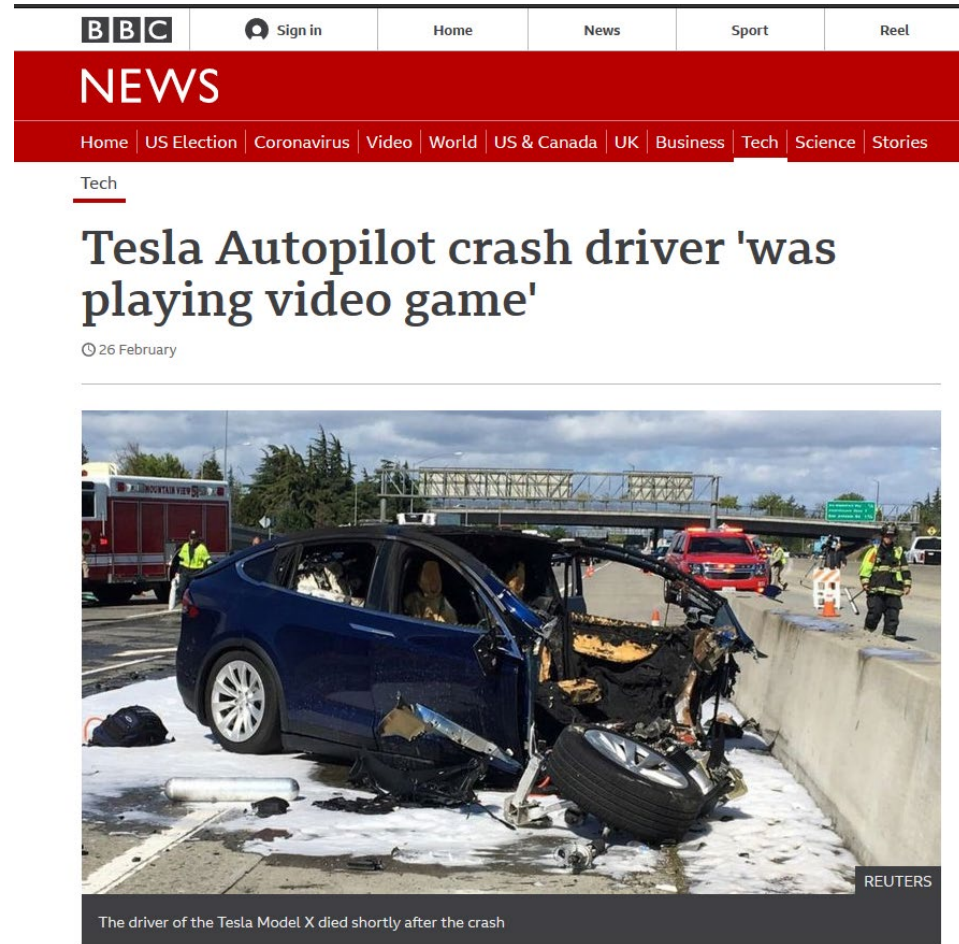 BBC Sign in Home News Sport Reel
NEWS
Home US Election Coronavirus Video World US & Canada UK Business Tech Science Stories
Tech
Tesla Autopilot crash driver 'was
playing video game'
26 February
MOUNTAIN VIEW
REUTERS
The driver of the Tesla Model X died shortly after the crash